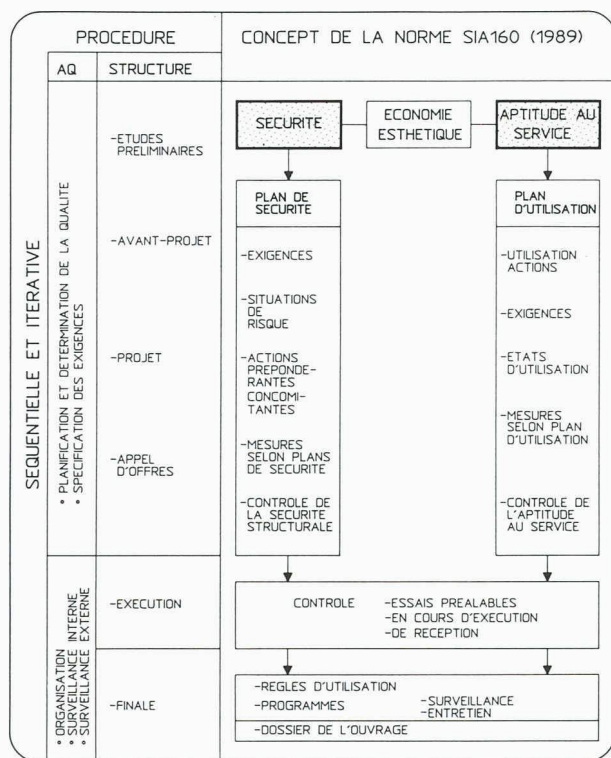 PROCEDURE
CONCEPT DE LA NORME SIA160 (1989)
AQ
STRUCTURE
SEQUENTIELLE ET ITERATIVE
° PLANIFICATION ET DETERMINATION DE LA QUALITE
° SPECIFICATION DES EXIGENCES
-ETUDES
PRELIMINAIRES
-AVANT-PROJET
-PROJET
-APPEL
D'OFFRES
SECURITE
ECONOMIE
ESTHETIQUE
APTITUDE AU
SERVICE
PLAN DE
SECURITE
-EXIGENCES
-SITUATIONS
DE
RISQUE
-ACTIONS
PREPONDE-
RANTES
CONCOMI-
TANTES
-MESURES
SELON PLANS
DE SECURITE
-CONTROLE DE
LA SECURITE
STRUCTURALE
PLAN
D'UTILISATION
-UTILISATION
ACTIONS
-EXIGENCES
-ETATS
D'UTILISATION
-MESURES
SELON PLAN
D'UTILISATION
-CONTROLE DE
L'APTITUDE
AU SERVICE
° ORGANISATION
° SURVEILLANCE INTERNE
° SURVEILLANCE EXTERNE
-EXECUTION
CONTROLE -ESSAIS PREALABLES
-EN COURS D'EXECUTION
-DE RECEPTION
-FINALE
-REGLES D'UTILISATION
-PROGRAMMES -SURVEILLANCE
-ENTRETIEN
-DOSSIER DE L'OUVRAGE